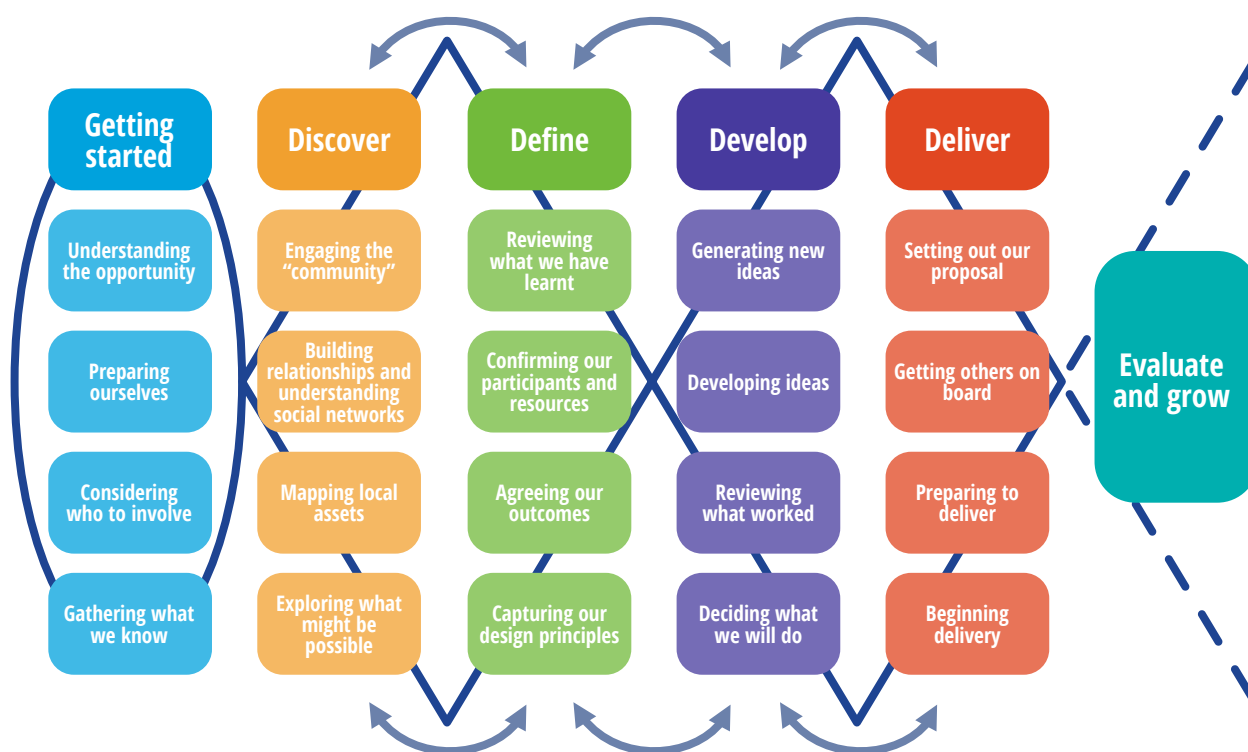 Getting
started
Understanding
the opportunity
Preparing
ourselves
Considering
who to involve
Gathering what
we know
Discover
Engaging the
“community”
Building
relationships and
understanding
social networks
Mapping local
assets
Exploring what
might be
possible
Define
Reviewing
what we have
learnt
Confirming our
participants and
resources
Agreeing our
outcomes
Capturing our
design principles
Develop
Generating new
ideas
Developing ideas
Reviewing
what worked
Deciding what
we will do
Deliver
Setting out our
proposal
Getting others on
board
Preparing to
deliver
Beginning
delivery
Evaluate
and grow